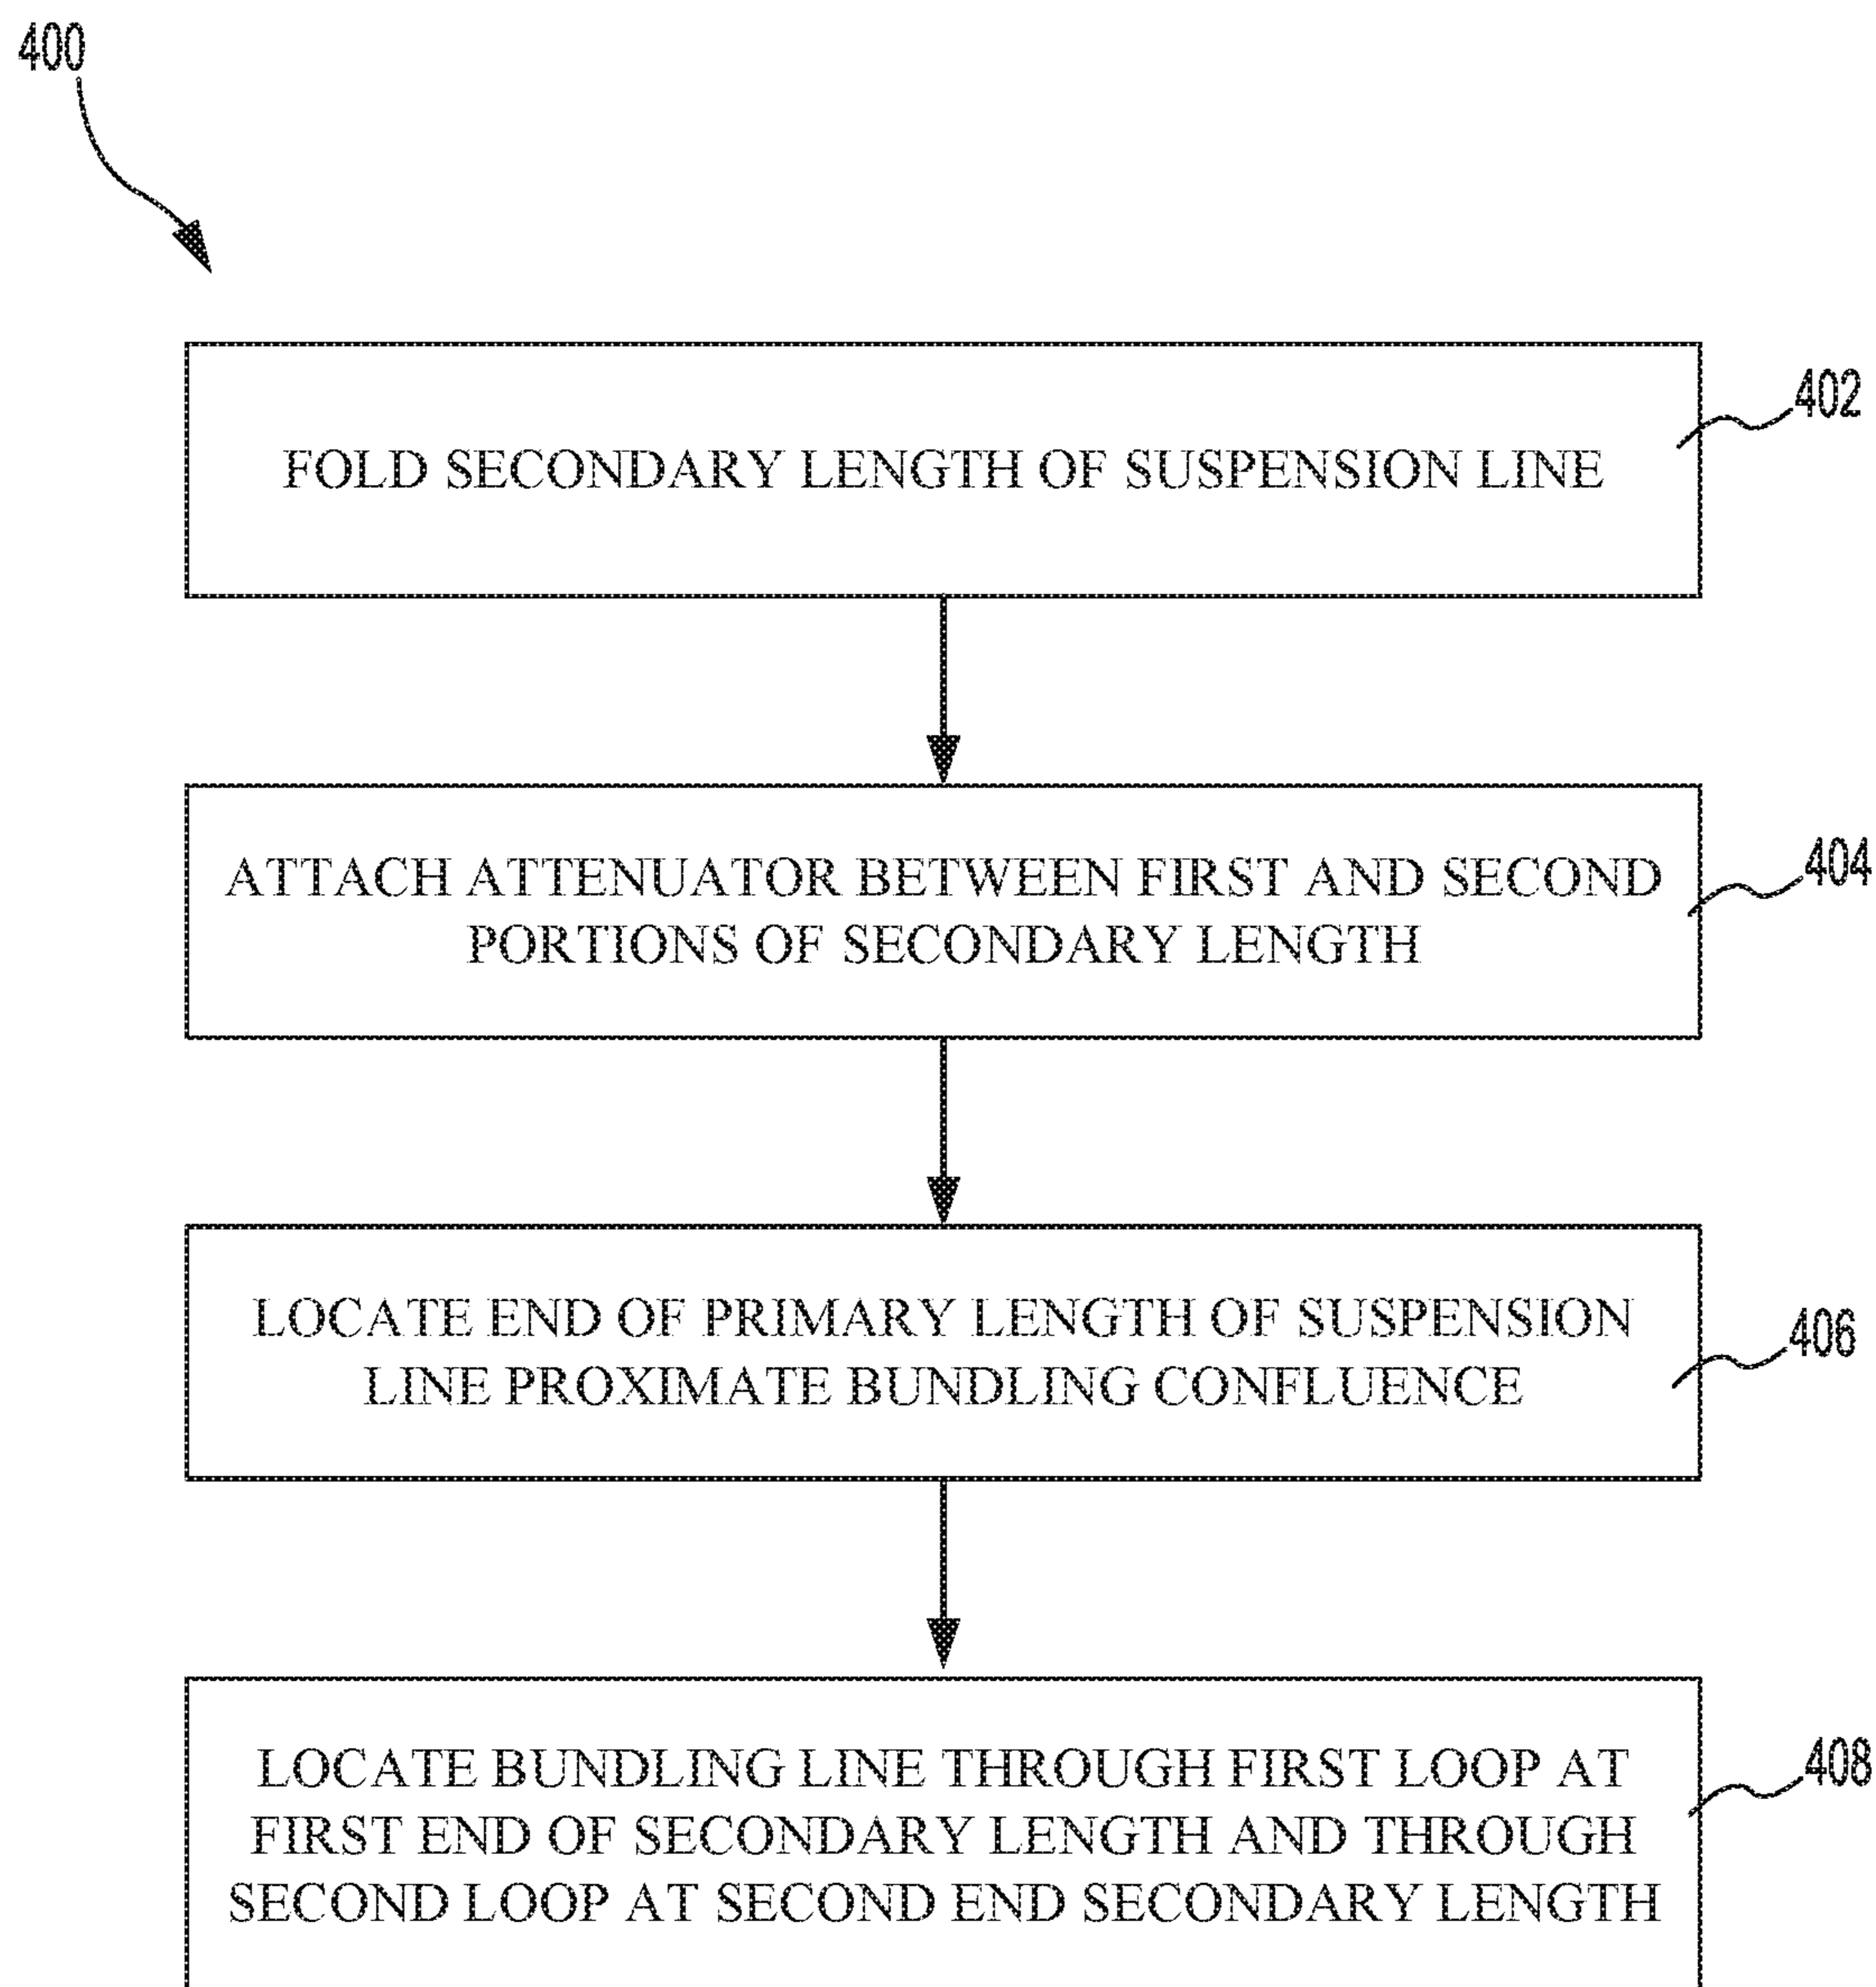 400
402
FOLD SECONDARY LENGTH OF SUSPENSION LINE
404
ATTACH ATTENUATOR BETWEEN FIRST AND SECOND
PORTIONS OF SECONDARY LENGTH
406
LOCATE END OF PRIMARY LENGTH OF SUSPENSION
LINE PROXIMATE BUNDLING CONFLUENCE
408
LOCATE BUNDLING LINE THROUGH FIRST LOOP AT
FIRST END OF SECONDARY LENGTH AND THROUGH
SECOND LOOP AT SECOND END SECONDARY LENGTH